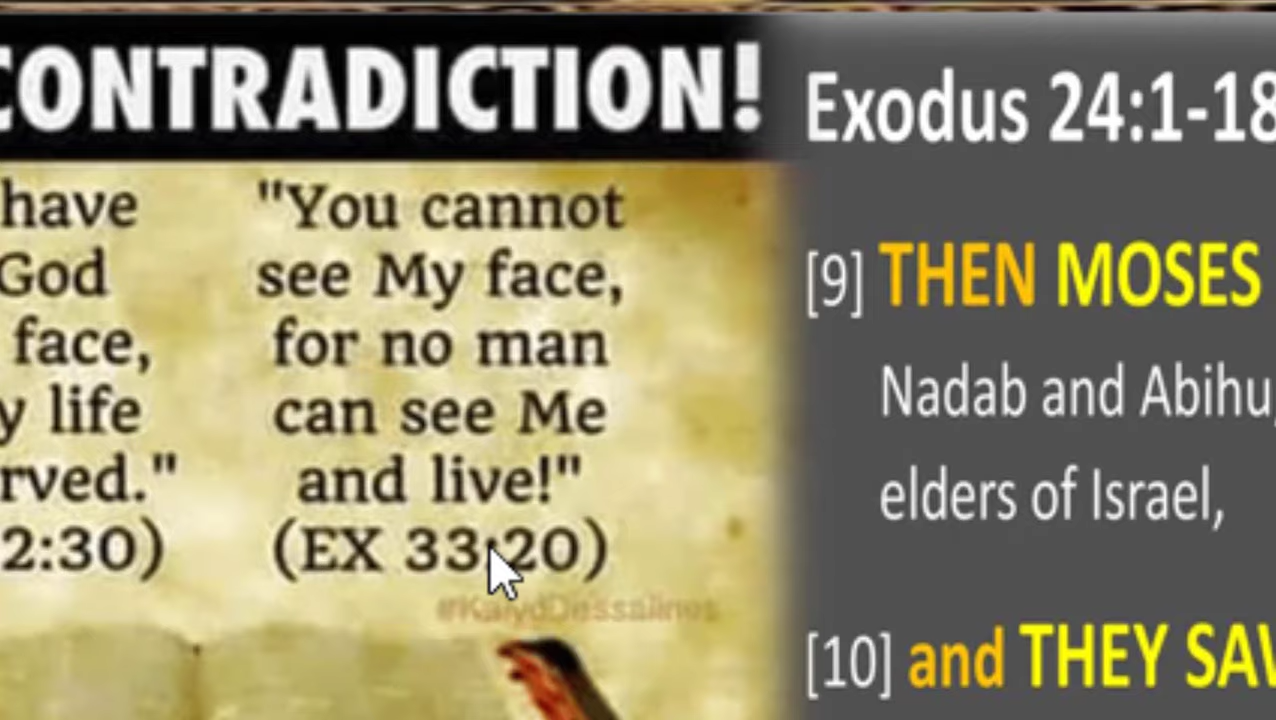 CONTRADICTION!
have
God
face,
y life
rved."
2:30)
"You cannot
see My face,
for no man
can see Me
and live!"
(EX 33:20)
#KalydDessalines
Exodus 24:1-18
[9] THEN MOSES
Nadab and Abihu,
elders of Israel,
[10] and THEY SAW